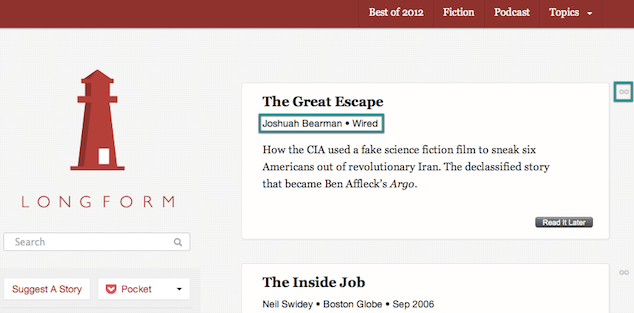 Best of 2012 Fiction Podcast Topics
LONGFORM
Search
Suggest A Story Pocket
The Great Escape
Joshuah Bearman • Wired
How the CIA used a fake science fiction film to sneak six
Americans out of revolutionary Iran. The declassified story
that became Ben Affleck's Argo.
Read It Later
The Inside Job
Neil Swidey • Boston Globe • Sep 2006